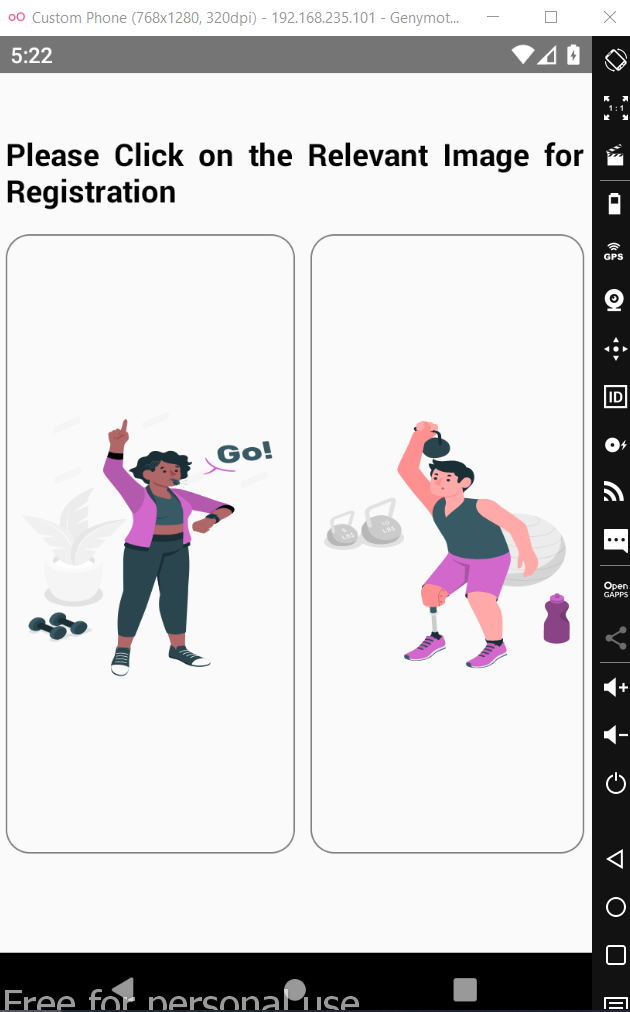 Custom Phone (768x1280, 320dpi) - 192.168.235.101 - Genymot...
5:22
Please Click on the Relevant Image for
Registration
1:1
GPS
Go!
ID
Open
GAPPS
Free for personal use